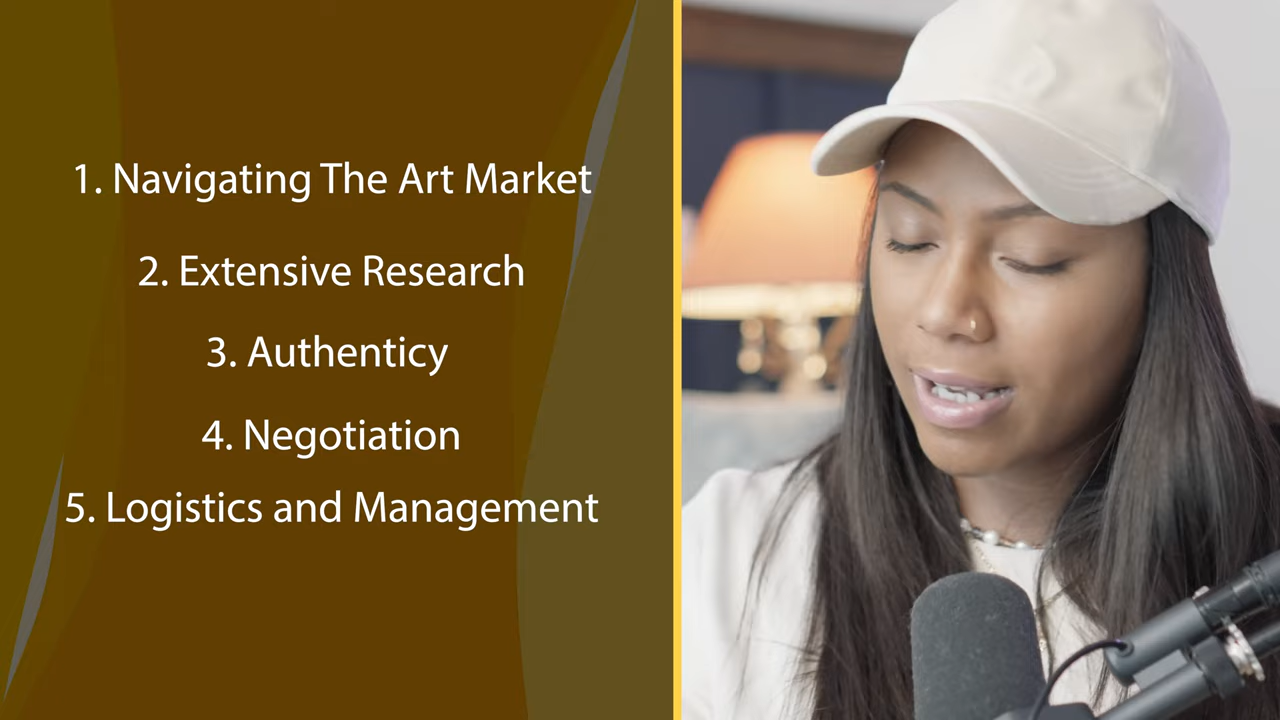 1. Navigating The Art Market
2. Extensive Research
3. Authenticy
4. Negotiation
5. Logistics and Management